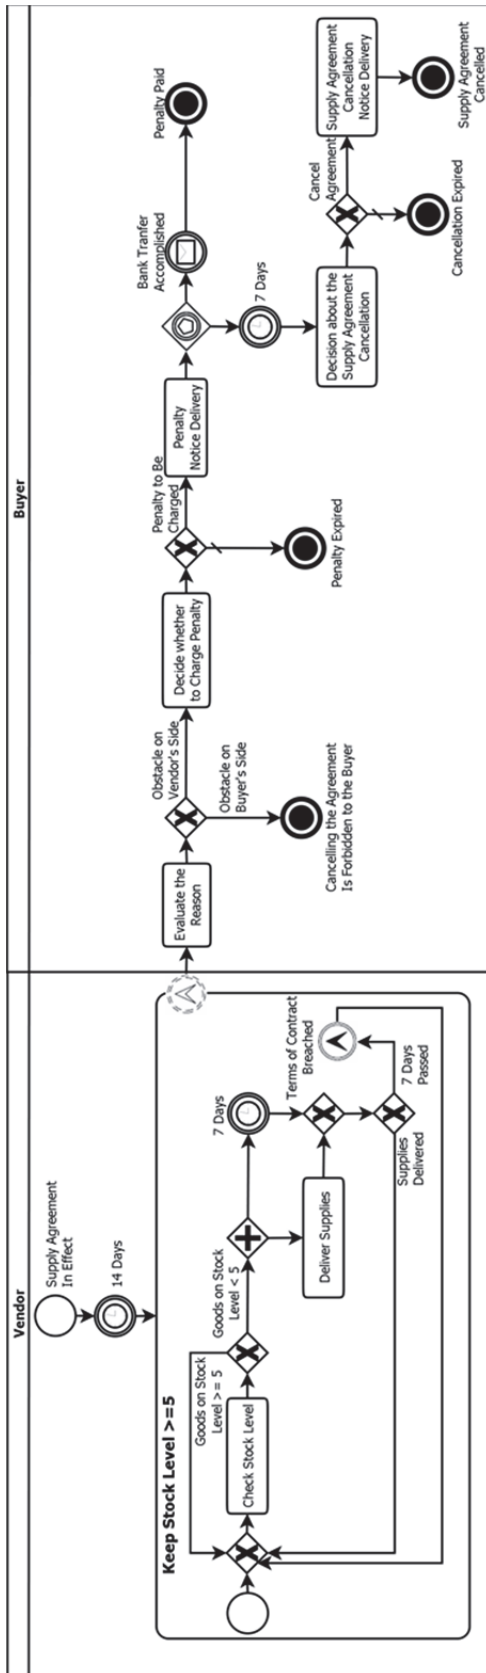 Vendor
Supply Agreement
In Effect
14 Days
Keep Stock Level >=5
Check Stock Level
Goods on Stock
Level >= 5
Goods on Stock
Level < 5
7 Days
Deliver Supplies
Terms of Contract
Breached
7 Days
Passed
Supplies
Delivered
Buyer
Evaluate the
Reason
Obstacle on
Vendor's Side
Obstacle on
Buyer's Side
Cancelling the Agreement
Is Forbidden to the Buyer
Decide whether
to Charge Penalty
Penalty to Be
Charged
Penalty Expired
Penalty
Notice Delivery
Bank Tranfer
Accomplished
Penalty Paid
7 Days
Decision about the
Supply Agreement
Cancellation
Cancel
Agreement
Cancellation Expired
Supply Agreement
Cancellation
Notice Delivery
Supply Agreement
Cancelled